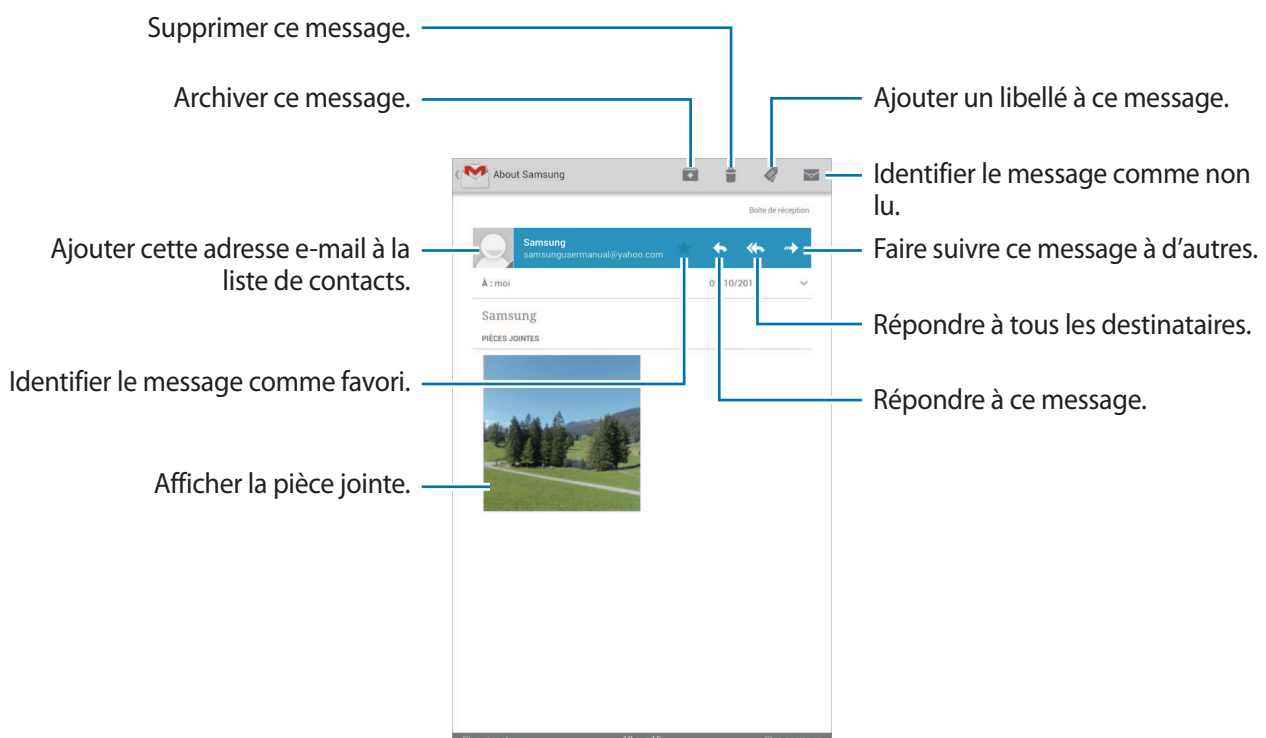 Supprimer ce message.
Archiver ce message.
Ajouter un libellé à ce message.
About Samsung
Identifier le message comme non
lu.
Boîte de réception
Ajouter cette adresse e-mail à la
liste de contacts.
Samsung
samsungusermanual@yahoo.com
Faire suivre ce message à d'autres.
À : moi
10/201
Samsung
Répondre à tous les destinataires.
PIÈCES JOINTES
Identifier le message comme favori.
Répondre à ce message.
Afficher la pièce jointe.